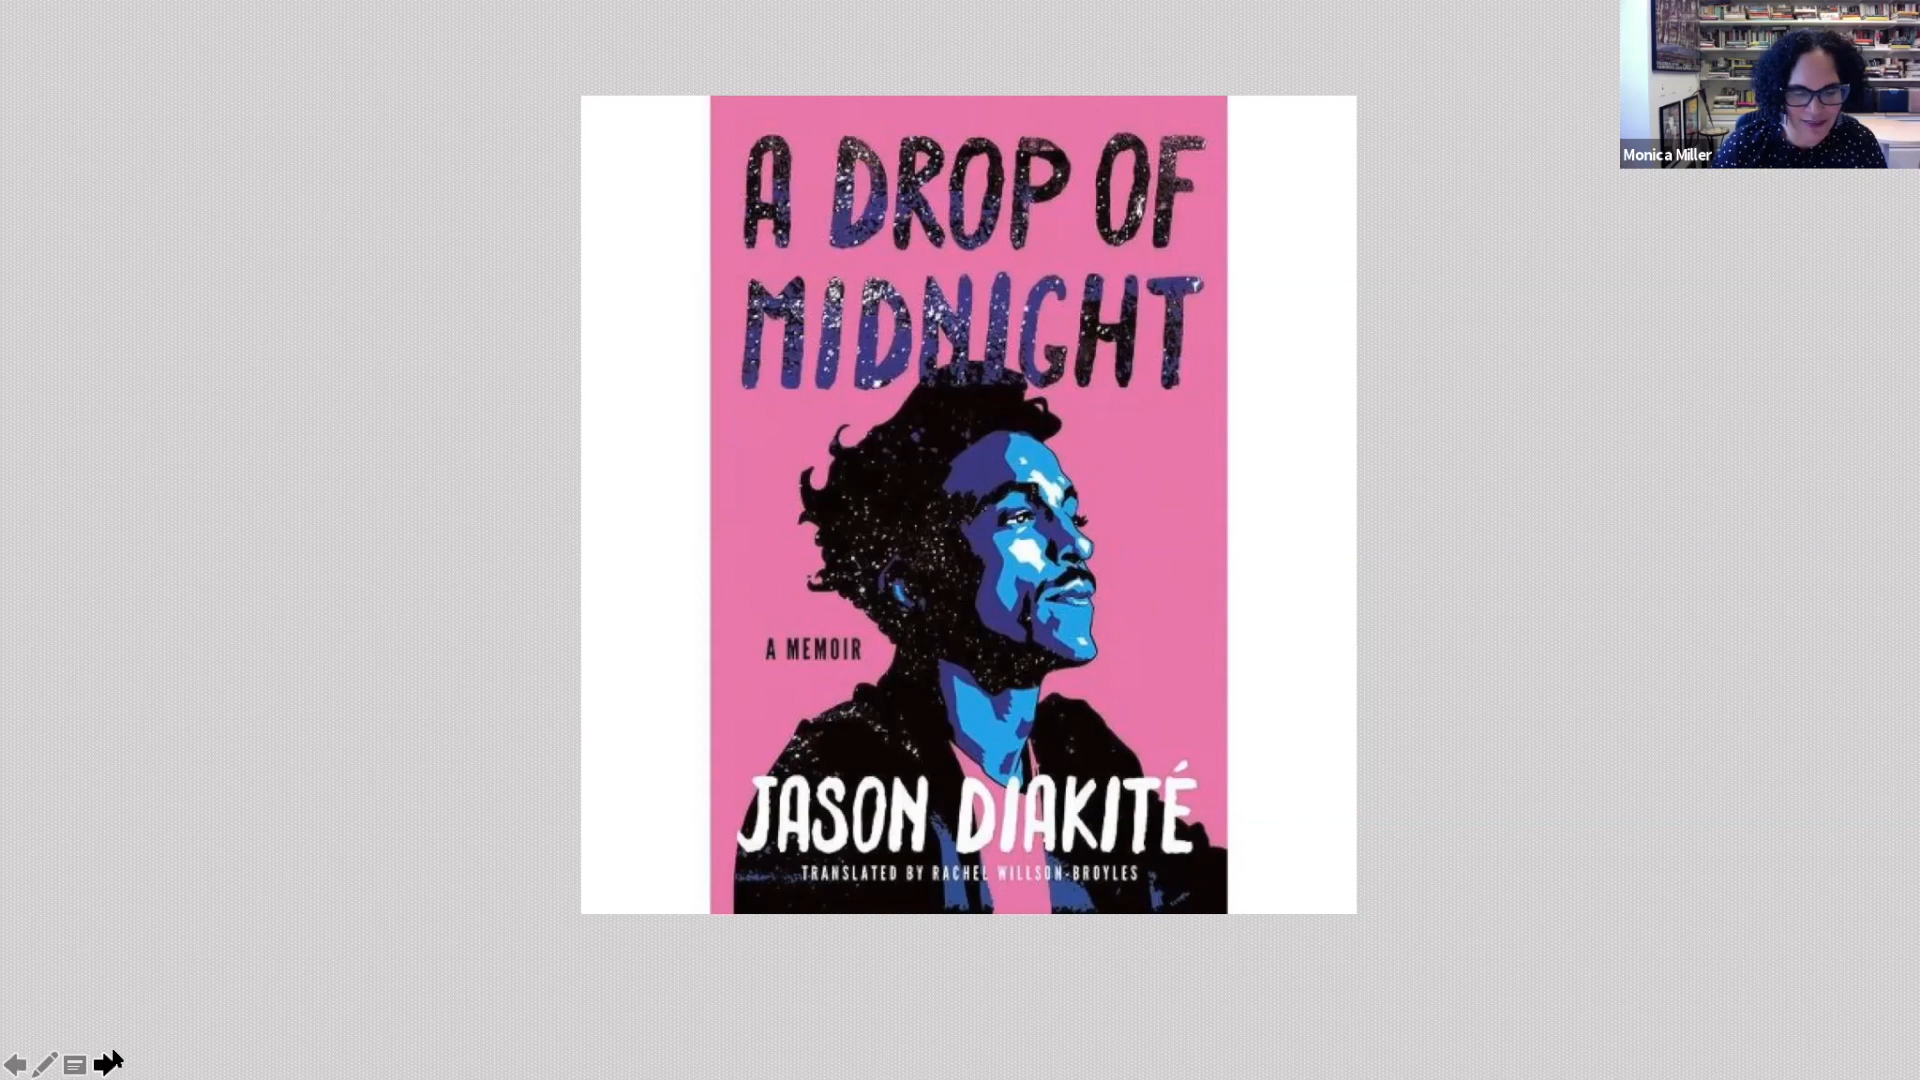 A DROP OF
MIDNIGHT
A MEMOIR
JASON DIAKITÉ
TRANSLATED BY RACHEL WILLSON-BROYLES
Monica Miller